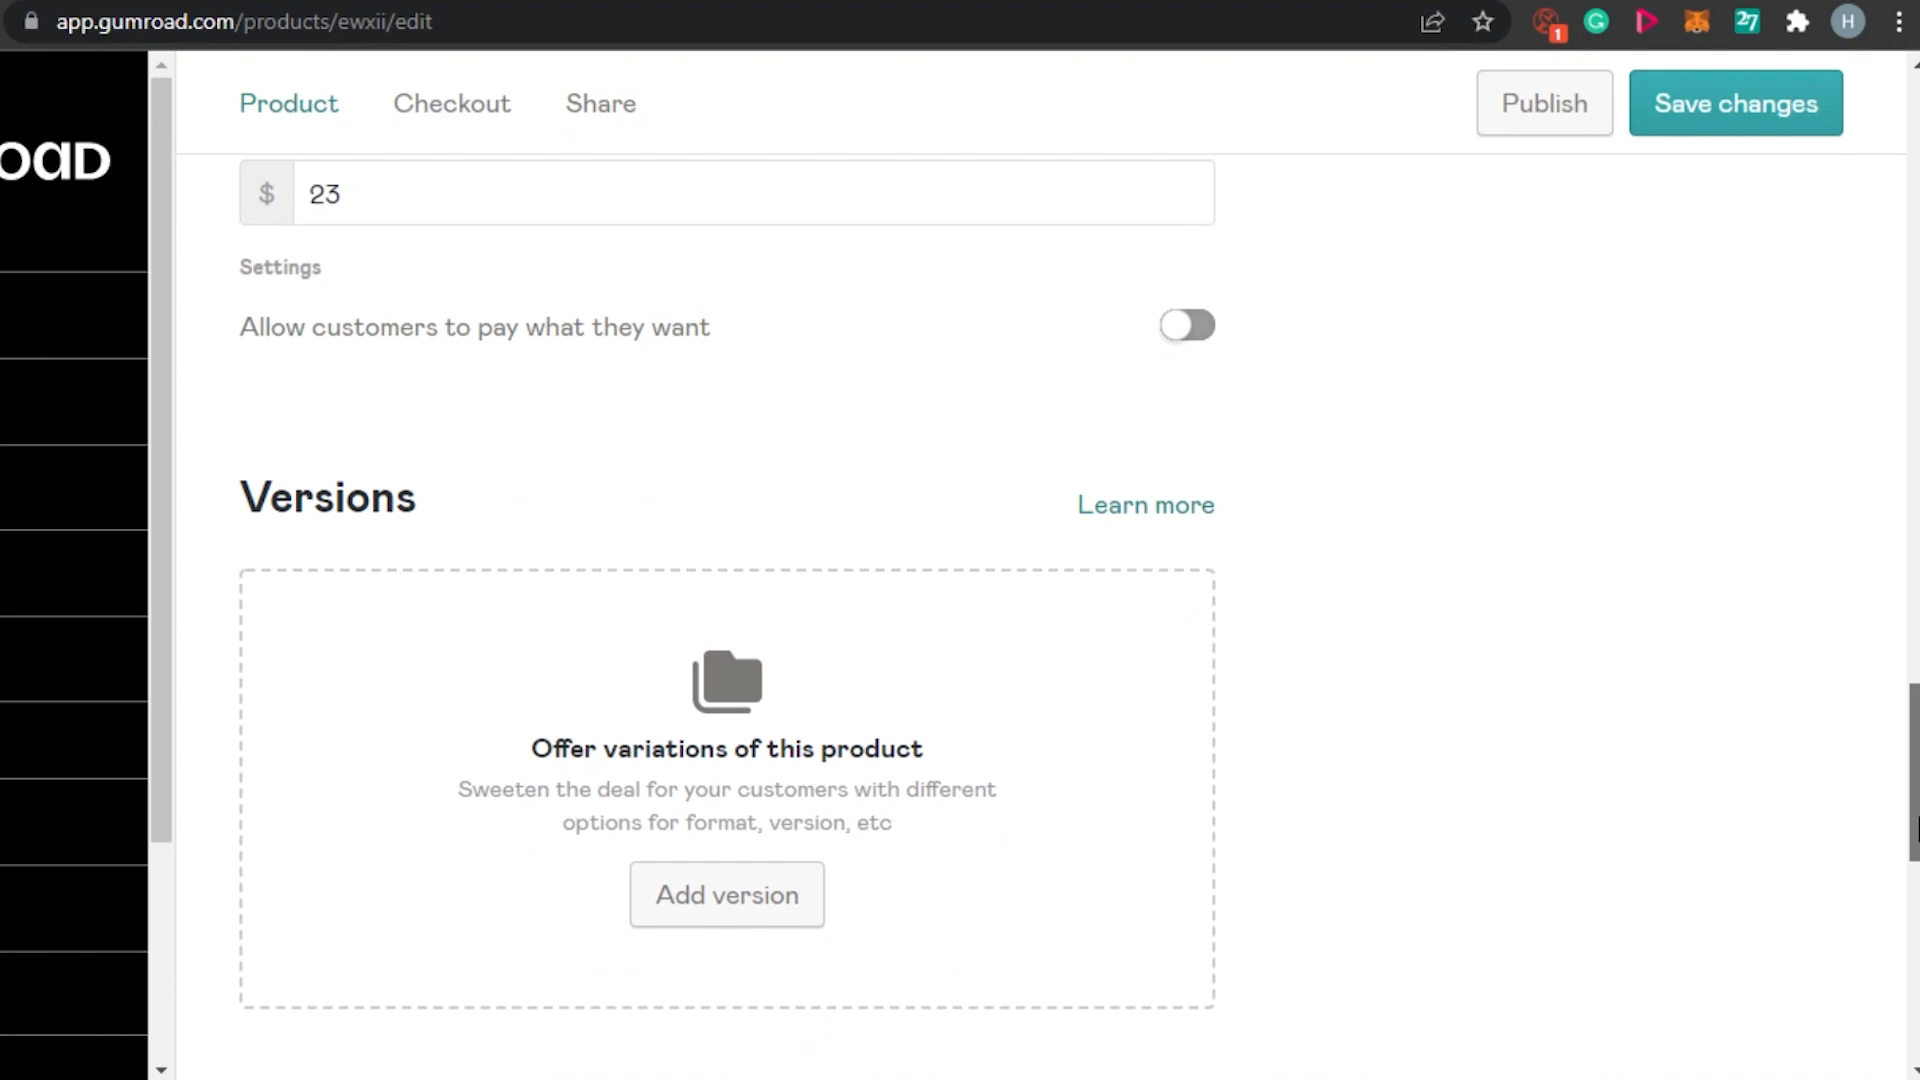 app.gumroad.com/products/ewxii/edit
1
27
H
Product Checkout Share
Publish
Save changes
oad
$ 23
Settings
Allow customers to pay what they want
Versions
Learn more
Offer variations of this product
Sweeten the deal for your customers with different
options for format, version, etc
Add version